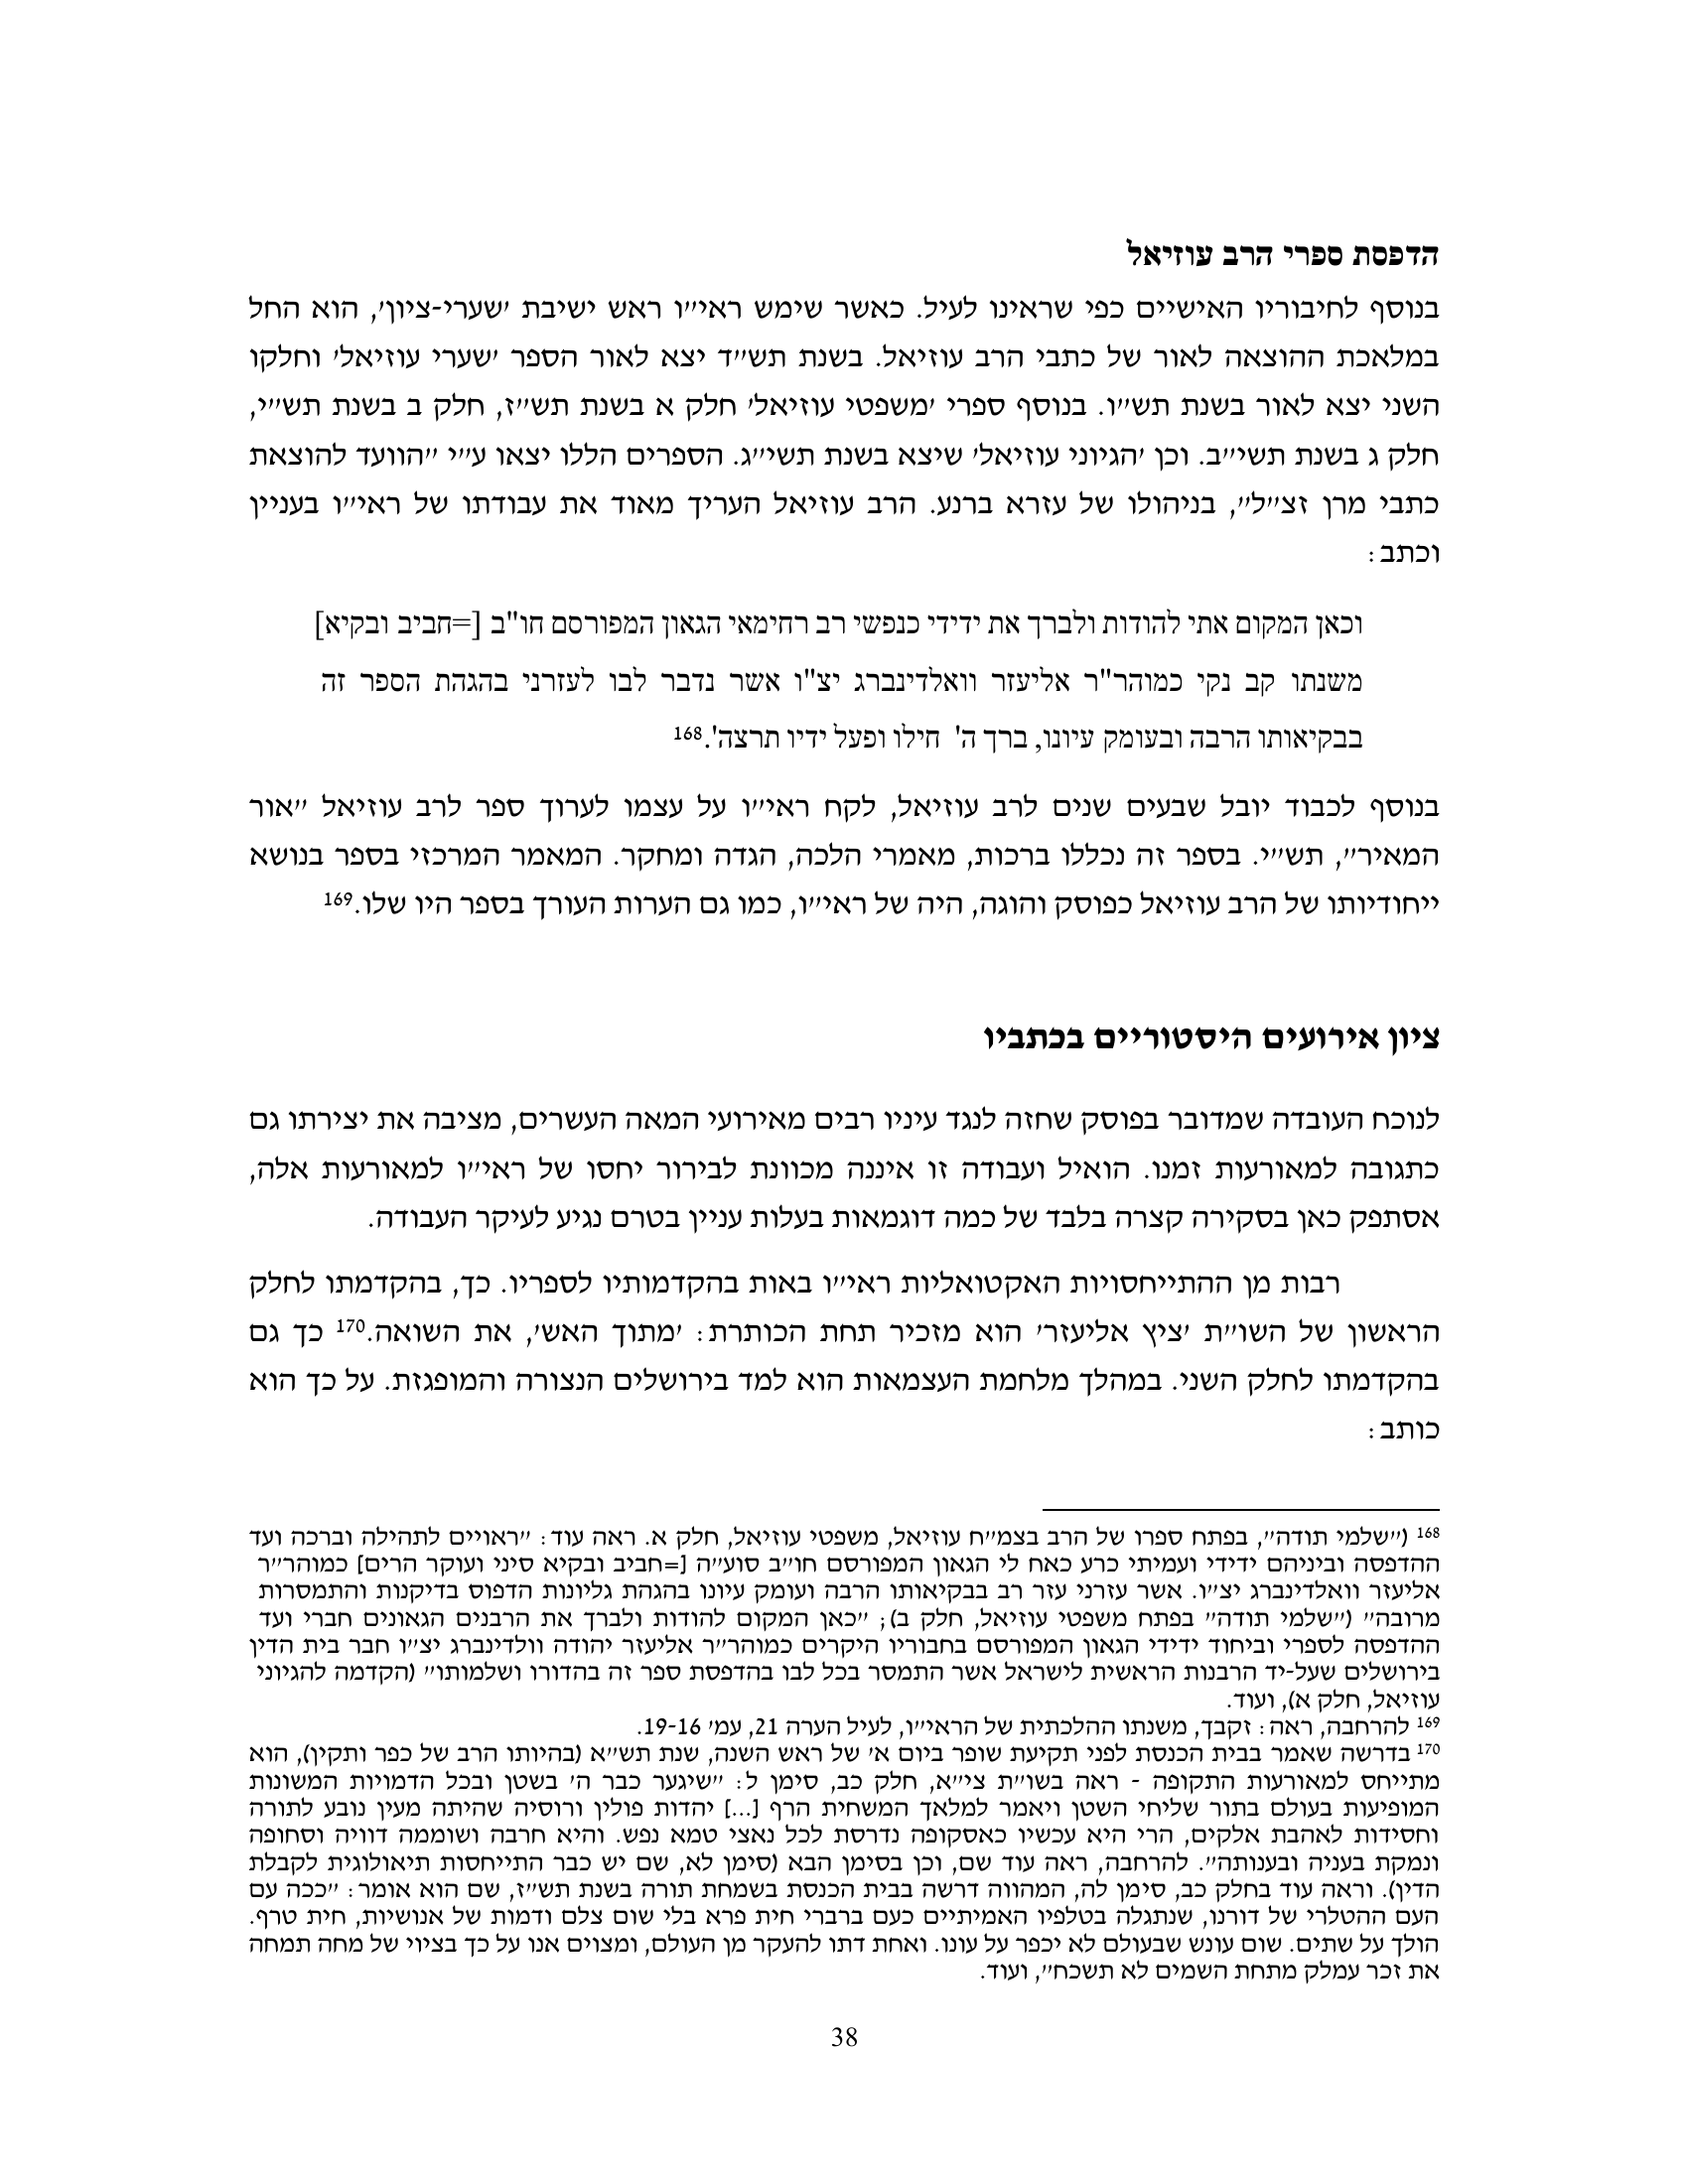 הדפסת ספרי הרב עוזיאל
בנוסף לחיבוריו האישיים כפי שראינו לעיל. כאשר שימש ראי״ו ראש ישיבת ׳שערי-ציון׳, הוא החל
במלאכת ההוצאה לאור של כתבי הרב עוזיאל. בשנת תש״ד יצא לאור הספר ׳שערי עוזיאל׳ וחלקו
השני יצא לאור בשנת תש״ו. בנוסף ספרי ׳משפטי עוזיאל׳ חלק א בשנת תש״ז, חלק ב בשנת תש״י,
חלק ג בשנת תשי״ב. וכן ׳הגיוני עוזיאל׳ שיצא בשנת תשי״ג. הספרים הללו יצאו ע״י ״הוועד להוצאת
כתבי מרן זצ״ל״, בניהולו של עזרא ברנע. הרב עוזיאל העריך מאוד את עבודתו של ראי״ו בעניין
וכתב:
וכאן המקום אתי להודות ולברך את ידידי כנפשי רב רחימאי הגאון המפורסם חו"ב [=חביב ובקיא]
משנתו קב נקי כמוהר"ר אליעזר וואלדינברג יצ"ו אשר נדבר לבו לעזרני בהגהת הספר זה
בבקיאותו הרבה ובעומק עיונו, ברך ה' חילו ופעל ידיו תרצה'.168
בנוסף לכבוד יובל שבעים שנים לרב עוזיאל, לקח ראי״ו על עצמו לערוך ספר לרב עוזיאל ״אור
המאיר״, תש״י. בספר זה נכללו ברכות, מאמרי הלכה, הגדה ומחקר. המאמר המרכזי בספר בנושא
ייחודיותו של הרב עוזיאל כפוסק והוגה, היה של ראי״ו, כמו גם הערות העורך בספר היו שלו.169
ציון אירועים היסטוריים בכתביו
לנוכח העובדה שמדובר בפוסק שחזה לנגד עיניו רבים מאירועי המאה העשרים, מציבה את יצירתו גם
כתגובה למאורעות זמנו. הואיל ועבודה זו איננה מכוונת לבירור יחסו של ראי״ו למאורעות אלה,
אסתפק כאן בסקירה קצרה בלבד של כמה דוגמאות בעלות עניין בטרם נגיע לעיקר העבודה.
רבות מן ההתייחסויות האקטואליות ראי״ו באות בהקדמותיו לספריו. כך, בהקדמתו לחלק
הראשון של השו״ת ׳ציץ אליעזר׳ הוא מזכיר תחת הכותרת: ׳מתוך האש׳, את השואה.170 כך גם
בהקדמתו לחלק השני. במהלך מלחמת העצמאות הוא למד בירושלים הנצורה והמופגזת. על כך הוא
כותב:
168 (״שלמי תודה״, בפתח ספרו של הרב בצמ״ח עוזיאל, משפטי עוזיאל, חלק א. ראה עוד: ״ראויים לתהילה וברכה ועד
ההדפסה וביניהם ידידי ועמיתי כרע כאח לי הגאון המפורסם חו״ב סוע״ה [=חביב ובקיא סיני ועוקר הרים] כמוהר״ר
אליעזר וואלדינברג יצ״ו. אשר עזרני עזר רב בבקיאותו הרבה ועומק עיונו בהגהת גליונות הדפוס בדיקנות והתמסרות
מרובה״ (״שלמי תודה״ בפתח משפטי עוזיאל, חלק ב); ״כאן המקום להודות ולברך את הרבנים הגאונים חברי ועד
ההדפסה לספרי וביחוד ידידי הגאון המפורסם בחבוריו היקרים כמוהר״ר אליעזר יהודה וולדינברג יצ״ו חבר בית הדין
בירושלים שעל-יד הרבנות הראשית לישראל אשר התמסר בכל לבו בהדפסת ספר זה בהדורו ושלמותו״ (הקדמה להגיוני
עוזיאל, חלק א), ועוד.
169 להרחבה, ראה: זקבך, משנתו ההלכתית של הראי״ו, לעיל הערה 21, עמ׳ 19-16.
170 בדרשה שאמר בבית הכנסת לפני תקיעת שופר ביום א׳ של ראש השנה, שנת תש״א (בהיותו הרב של כפר ותקין), הוא
מתייחס למאורעות התקופה - ראה בשו״ת צי״א, חלק כב, סימן ל: ״שיגער כבר ה׳ בשטן ובכל הדמויות המשונות
המופיעות בעולם בתור שליחי השטן ויאמר למלאך המשחית הרף [...] יהדות פולין ורוסיה שהיתה מעין נובע לתורה
וחסידות לאהבת אלקים, הרי היא עכשיו כאסקופה נדרסת לכל נאצי טמא נפש. והיא חרבה ושוממה דוויה וסחופה
ונמקת בעניה ובענותה״. להרחבה, ראה עוד שם, וכן בסימן הבא (סימן לא, שם יש כבר התייחסות תיאולוגית לקבלת
הדין). וראה עוד בחלק כב, סימן לה, המהווה דרשה בבית הכנסת בשמחת תורה בשנת תש״ז, שם הוא אומר: ״ככה עם
העם ההטלרי של דורנו, שנתגלה בטלפיו האמיתיים כעם ברברי חית פרא בלי שום צלם ודמות של אנושיות, חית טרף.
הולך על שתים. שום עונש שבעולם לא יכפר על עונו. ואחת דתו להעקר מן העולם, ומצוים אנו על כך בציוי של מחה תמחה
את זכר עמלק מתחת השמים לא תשכח״, ועוד.
38